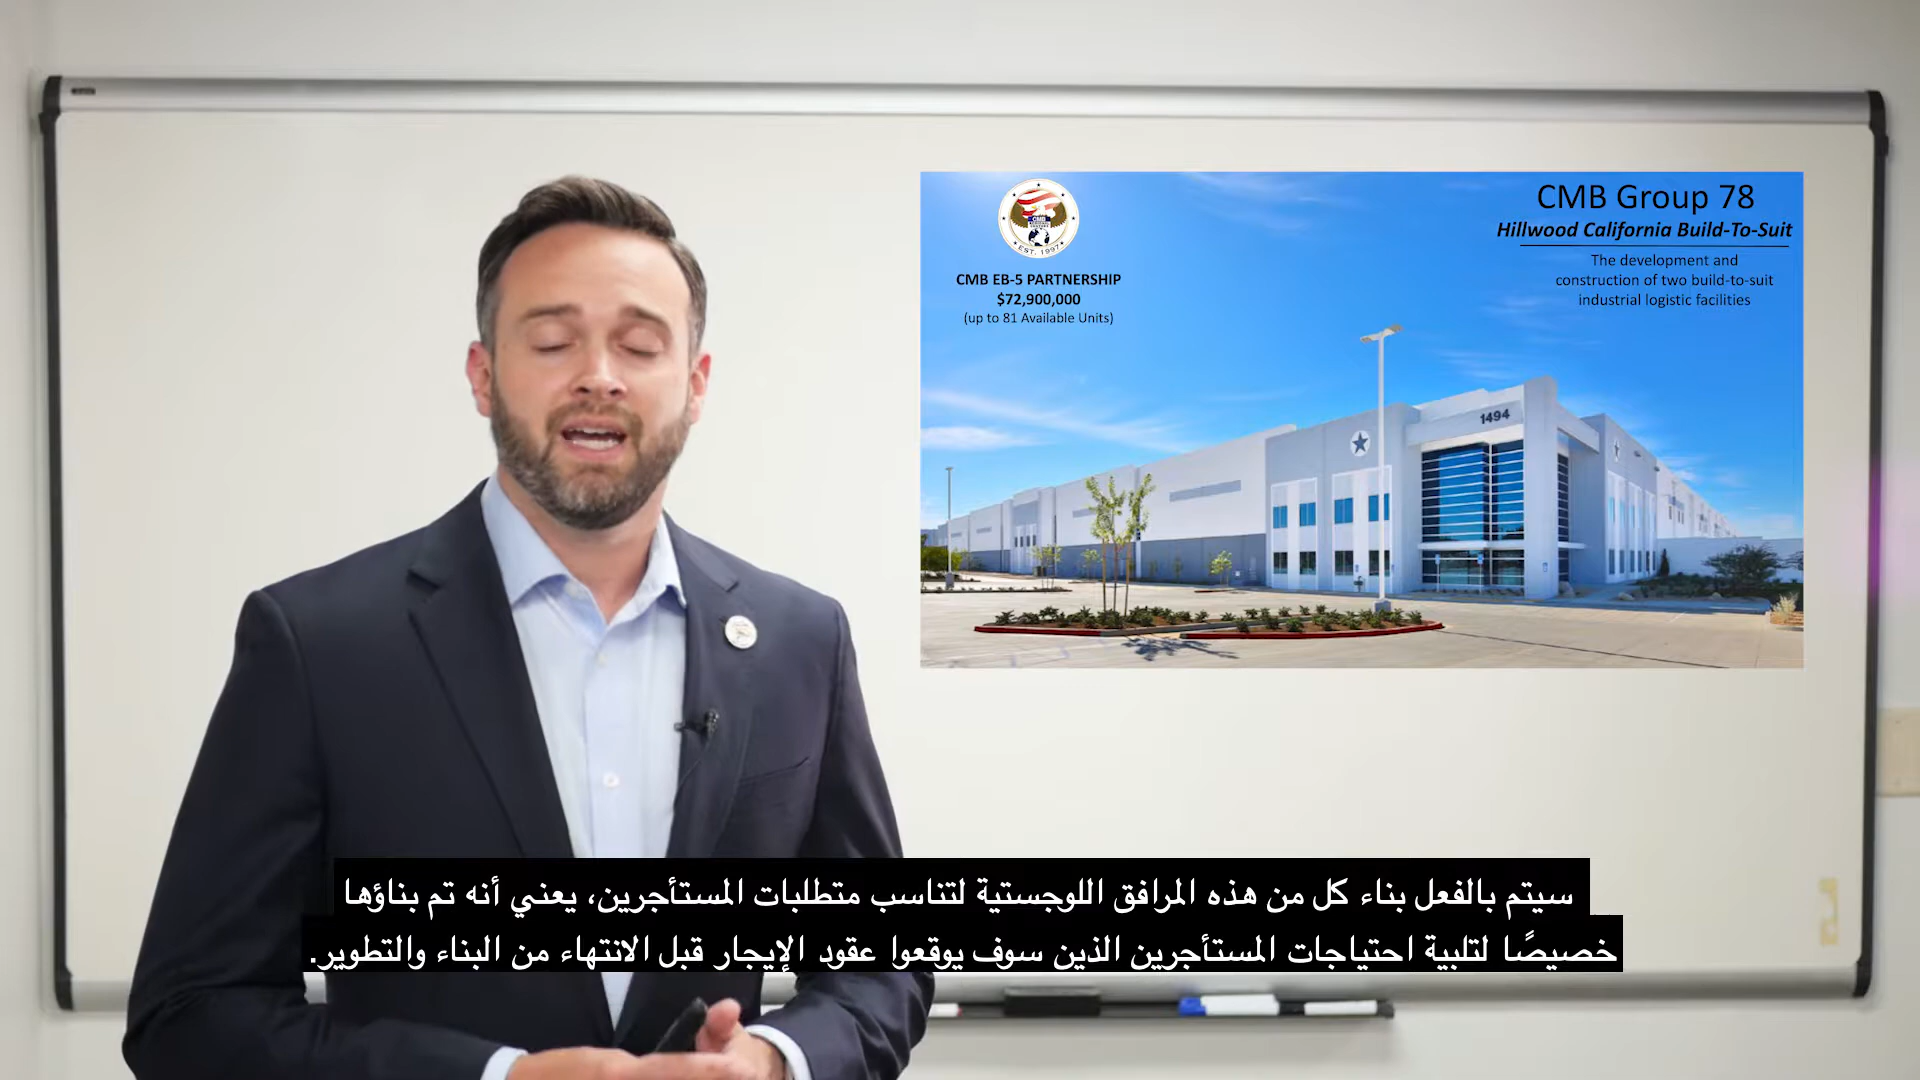 CMB
EST. 1997
CMB EB-5 PARTNERSHIP
$72,900,000
(up to 81 Available Units)
CMB Group 78
Hillwood California Build-To-Suit
The development and
construction of two build-to-suit
industrial logistic facilities
1494
سيتم بالفعل بناء كل من هذه المرافق اللوجستية لتناسب متطلبات المستأجرين، يعني أنه تم بناؤها
خصيصًا لتلبية احتياجات المستأجرين الذين سوف يوقعوا عقود الإيجار قبل الانتهاء من البناء والتطوير.